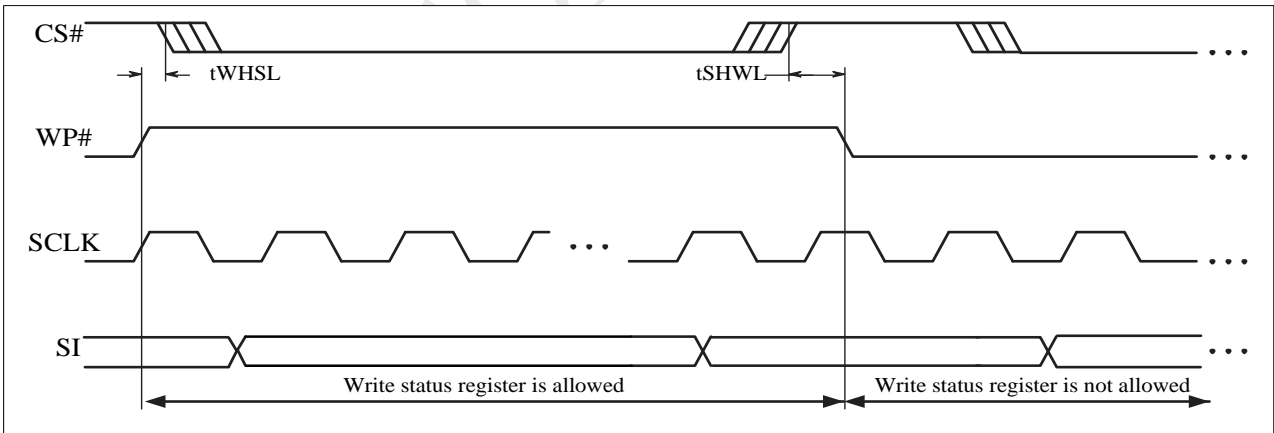 CS#
tWHSL
tSHWL
WP#
SCLK
SI
Write status register is allowed
Write status register is not allowed